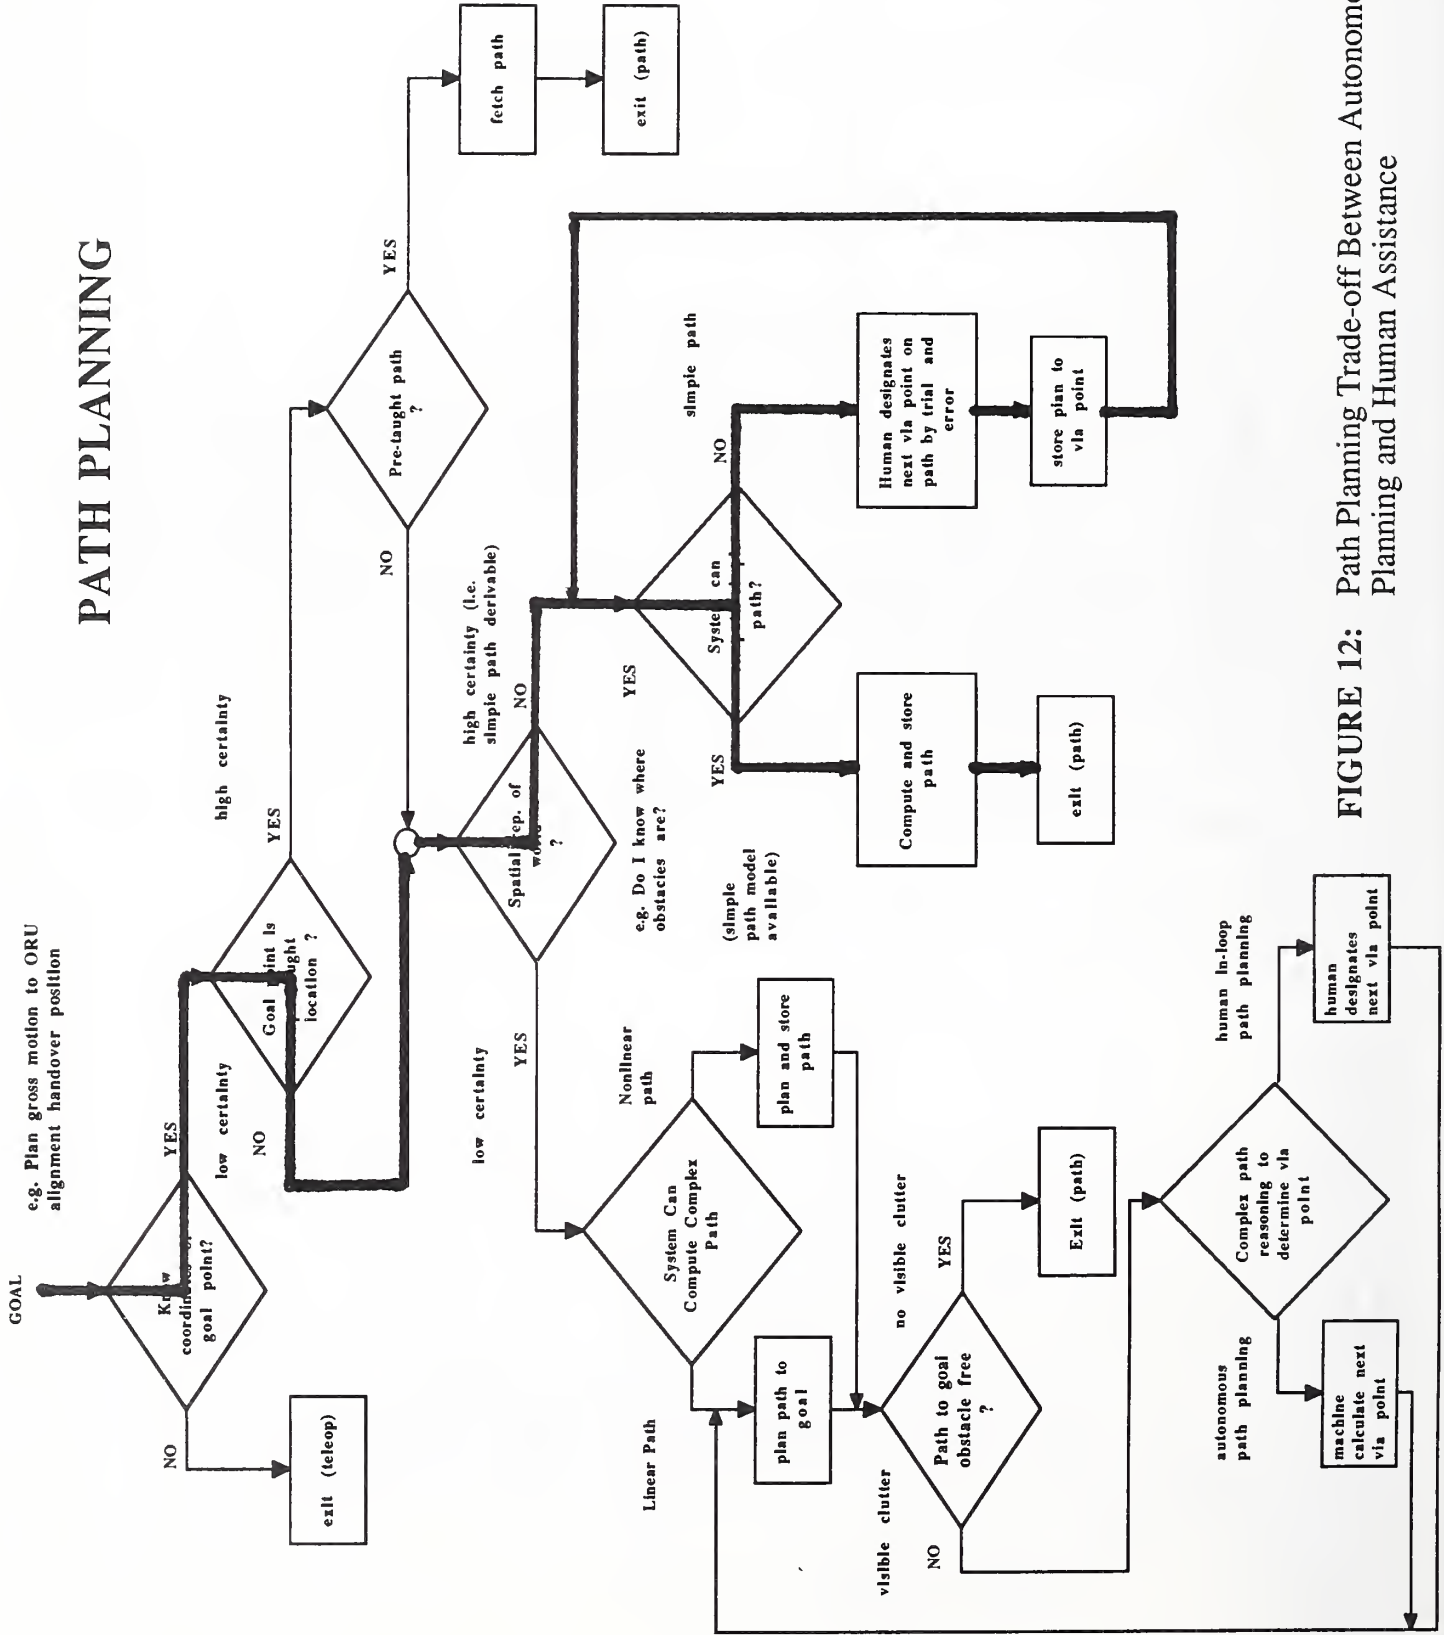 PATH PLANNING
GOAL
e.g. Plan gross motion to ORU
alignment handover position
coordinates of
goal point?
NO
YES
exit (teleop)
low certainty
NO
Goal point is
location ?
YES
high certainty
Pre-taught path
?
YES
NO
fetch path
exit (path)
Spatial rep. of
world
?
high certainty (i.e.
simple path derivable)
NO
e.g. Do I know where
obstacles are?
(simple
path model
available)
low certainty
YES
YES
System can
path?
YES
NO
simple path
Human designates
next via point on
path by trial and
error
store plan to
via point
Compute and store
path
exit (path)
System Can
Compute Complex
Path
Nonlinear
path
plan and store
path
Linear Path
plan path to
goal
Path to goal
obstacle free
?
no visible clutter
YES
Exit (path)
visible clutter
NO
Complex path
reasoning to
determine via
point
human in-loop
path planning
human
designates
next via point
autonomous
path planning
machine
calculate next
via point
FIGURE 12: Path Planning Trade-off Between
Planning and Human Assistance